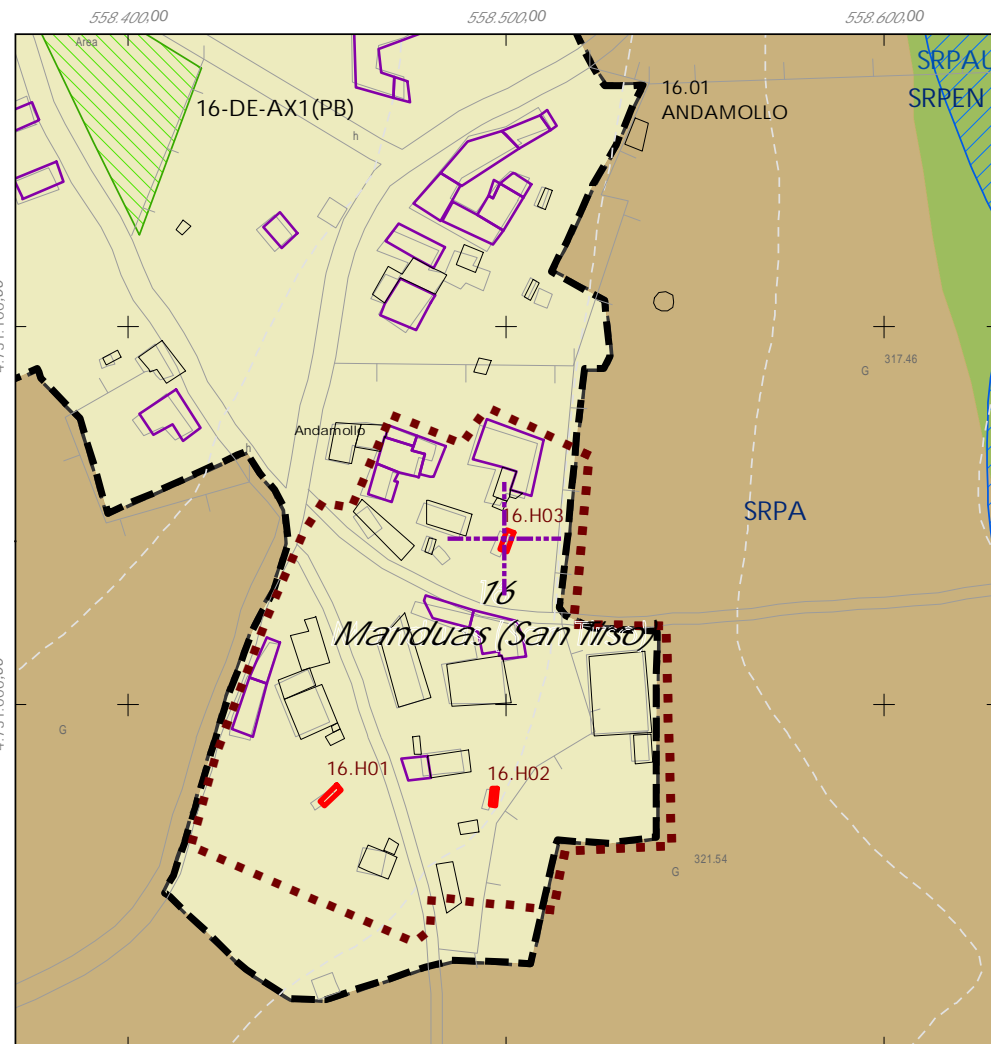 558.400,00
558.500,00
558.600,00
Area
SRPAU
SRPEN
16-DE-AX1(PB)
16.01
ANDAMOLLO
h
317.46
G
Andamollo
h
SRPA
16.H03
16
Manduas (San Tirso)
G
16.H01
16.H02
321.54
G